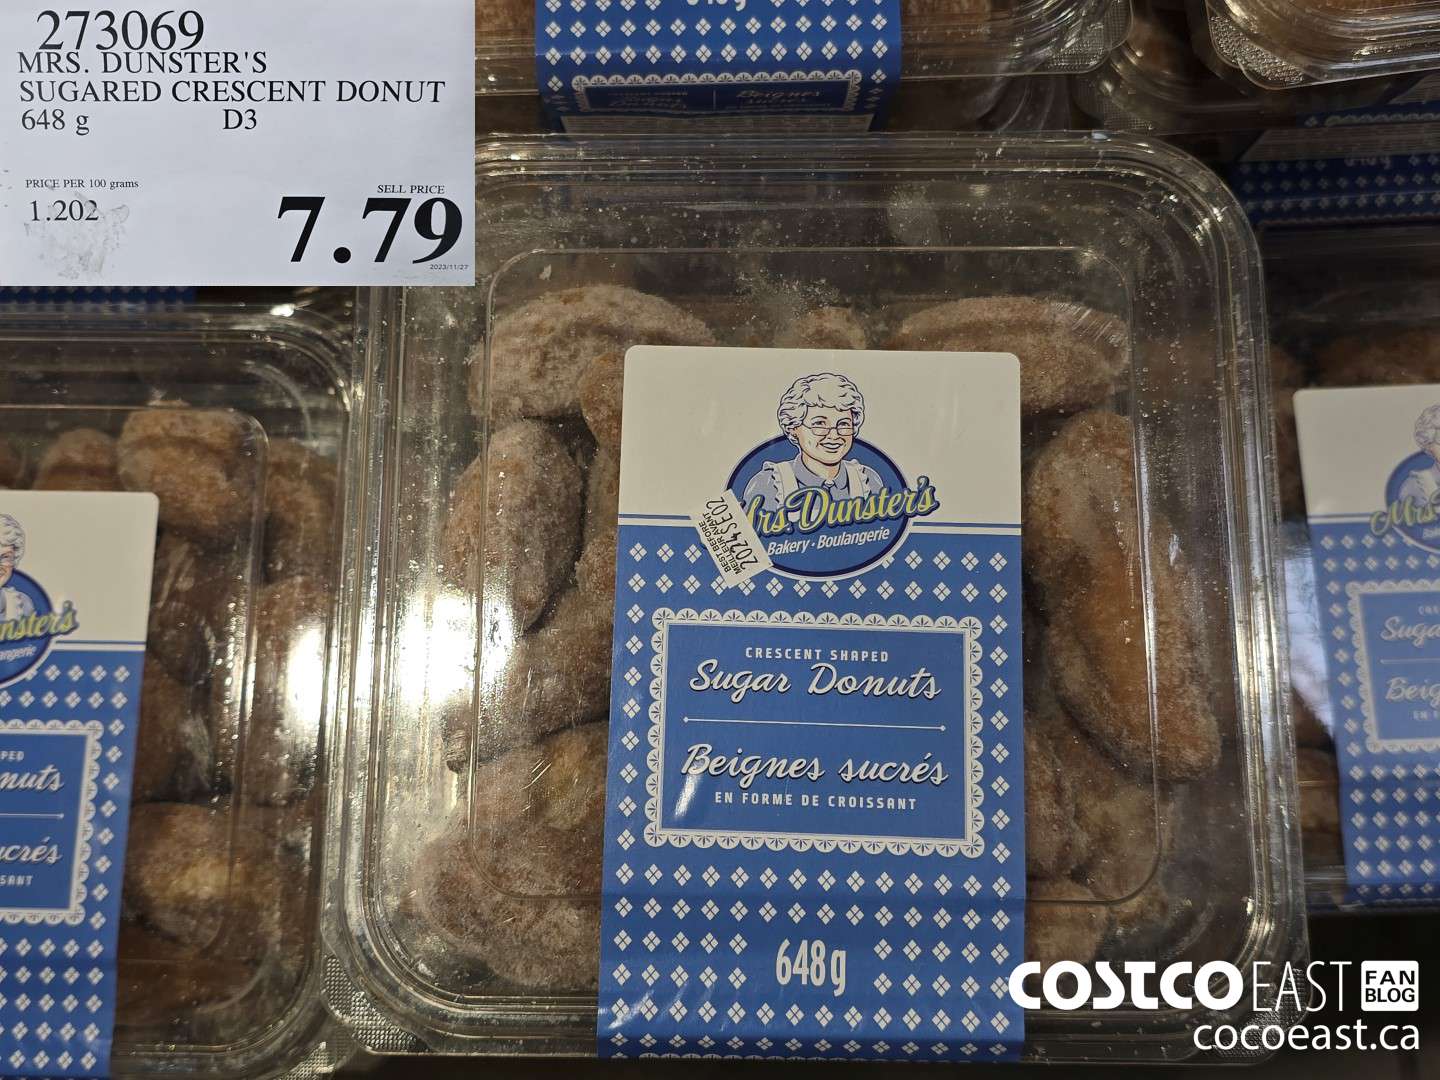 273069
MRS. DUNSTER'S
SUGARED CRESCENT DONUT
648 g D3
PRICE PER 100 grams
1.202
SELL PRICE
7.79
2023/11/27
Mrs. Dunster's
Bakery · Boulangerie
BEST BEFORE
MEILLEUR AVANT
2024 SE 02
CRESCENT SHAPED
Sugar Donuts
Beignes sucrés
EN FORME DE CROISSANT
648g
COSTCO EAST FAN BLOG
cocoeast.ca